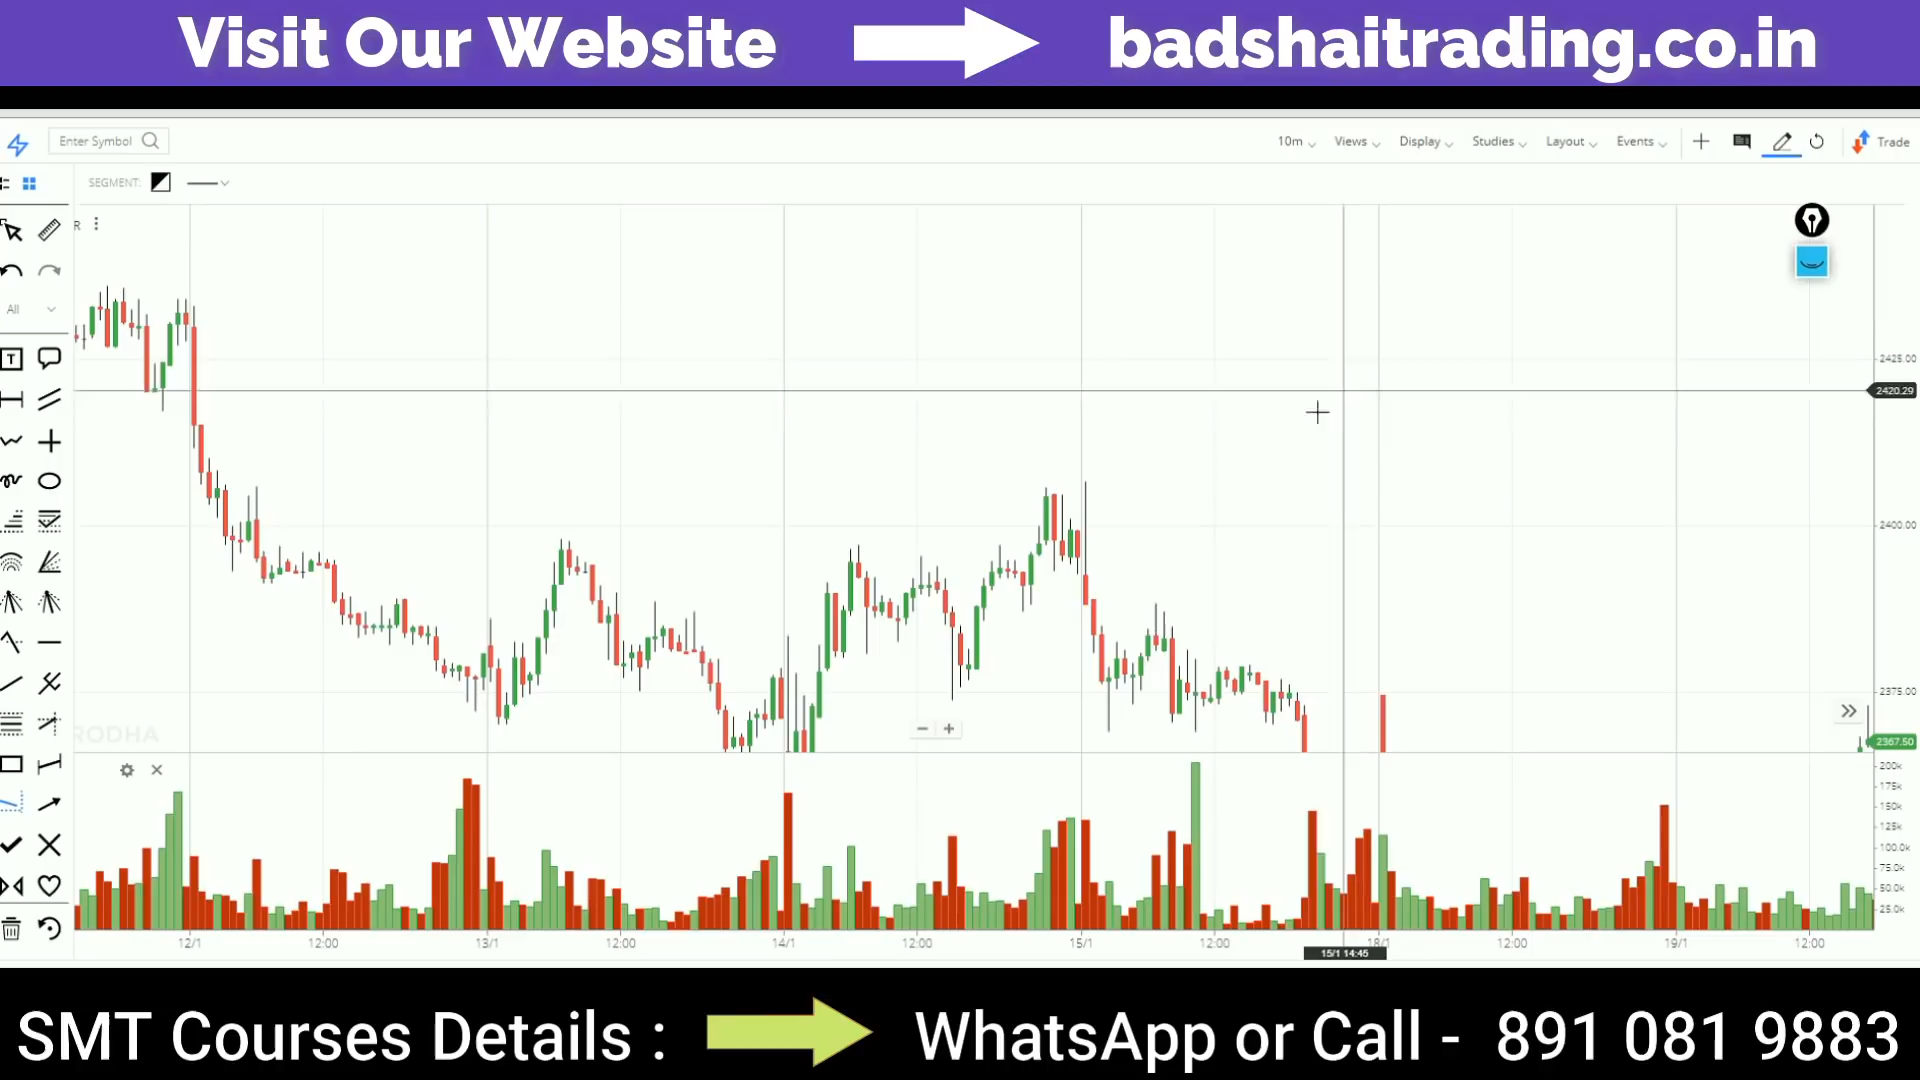 Visit Our Website badshaitrading.co.in
Enter Symbol
10m Views Display Studies Layout Events Trade
SEGMENT:
R
All
T
2425.00
2420.29
2400.00
2375.00
2367.50
RODHA
200k
175k
150k
125k
100.0k
75.0k
50.0k
25.0k
12/1 12:00 13/1 12:00 14/1 12:00 15/1 12:00 18/1 12:00 19/1 12:00
15/1 14:45
SMT Courses Details : WhatsApp or Call - 891 081 9883